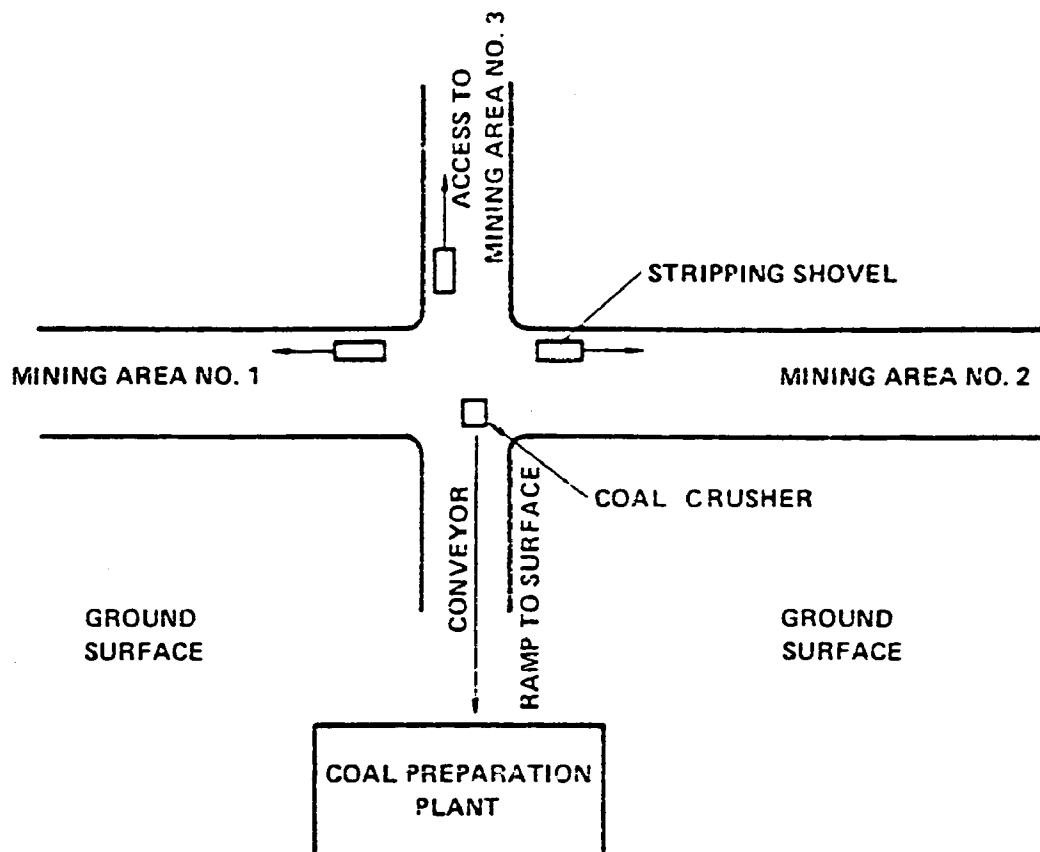 ACCESS TO
MINING AREA NO. 3
STRIPPING SHOVEL
MINING AREA NO. 1
MINING AREA NO. 2
COAL CRUSHER
CONVEYOR
RAMP TO SURFACE
GROUND
SURFACE
GROUND
SURFACE
COAL PREPARATION
PLANT